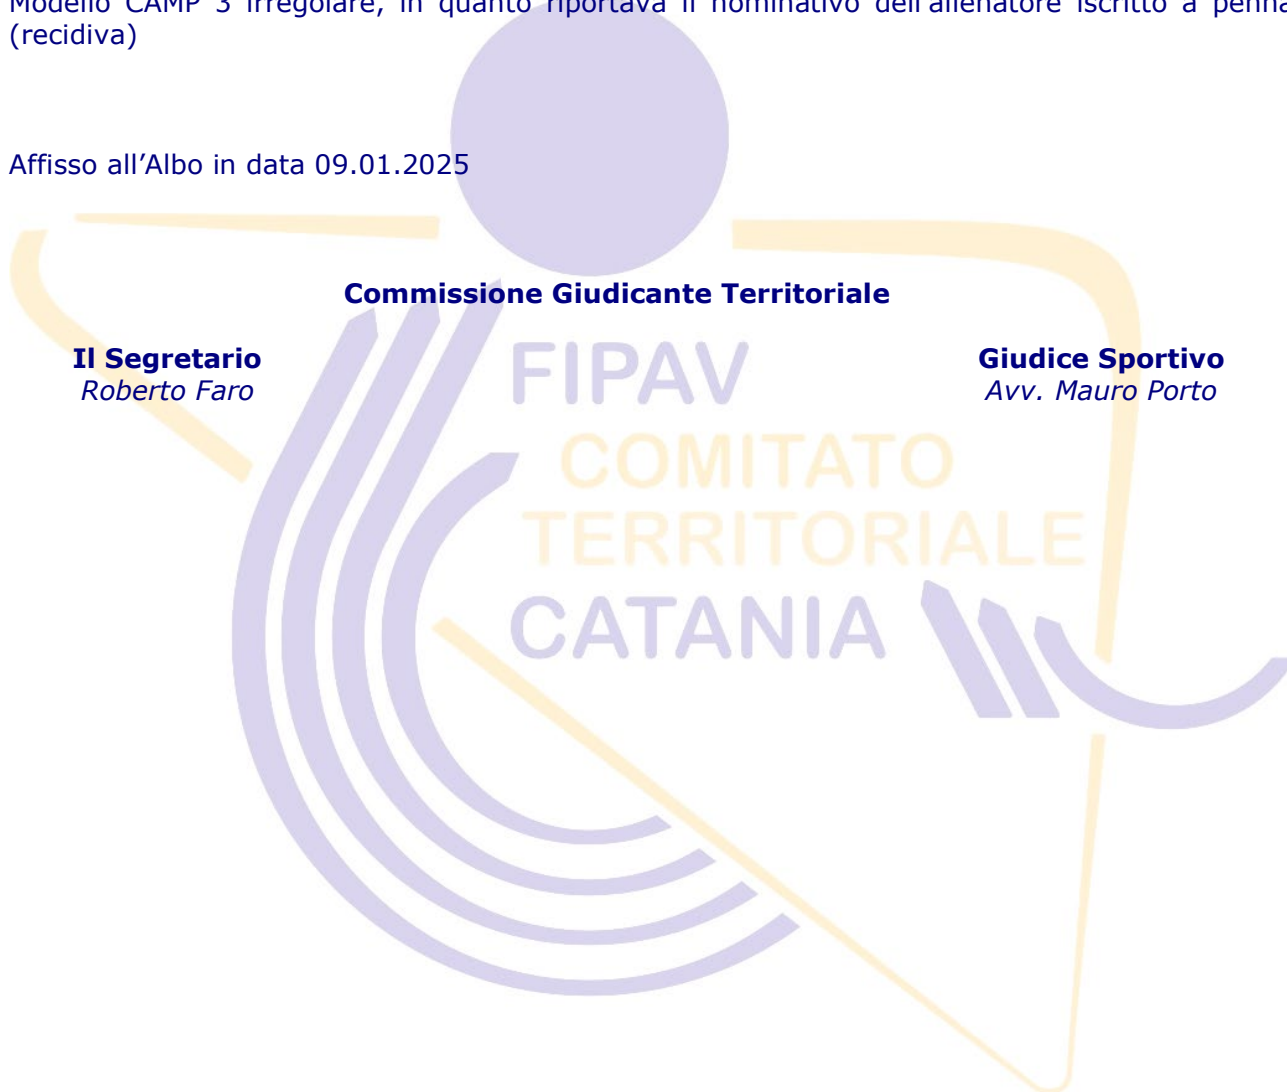 Modello CAMP 3 irregolare, in quanto riportava il nominativo dell'allenatore iscritto a penna
(recidiva)
Affisso all'Albo in data 09.01.2025
Commissione Giudicante Territoriale
Il Segretario
Roberto Faro
Giudice Sportivo
Avv. Mauro Porto
FIPAV
COMITATO
TERRITORIALE
CATANIA